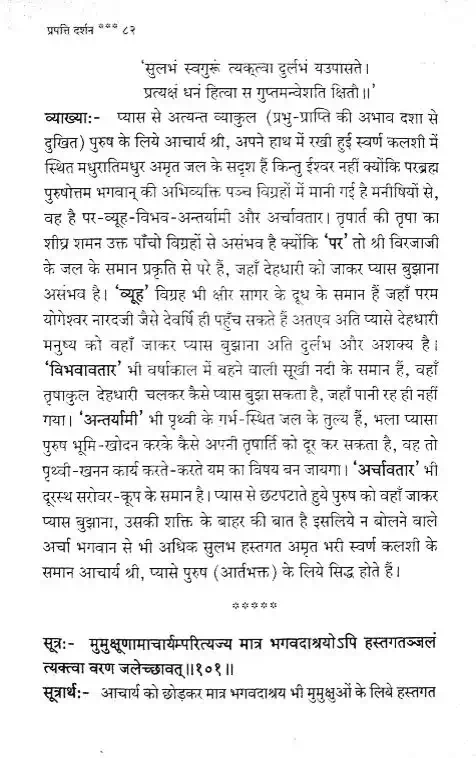 प्रपत्ति दर्शन *** ८२
'सुलभं स्वगुरूं त्यक्त्वा दुर्लभं यउपासते।
प्रत्यक्षं धनं हित्वा स गुप्तमन्वेशति क्षितौ॥'
व्याख्याः- प्यास से अत्यन्त व्याकुल (प्रभु-प्राप्ति की अभाव दशा से
दुखित) पुरुष के लिये आचार्य श्री, अपने हाथ में रखी हुई स्वर्ण कलशी में
स्थित मधुरातिमधुर अमृत जल के सदृश हैं किन्तु ईश्वर नहीं क्योंकि परब्रह्म
पुरुषोत्तम भगवान् की अभिव्यक्ति पञ्च विग्रहों में मानी गई है मनीषियों से,
वह है पर-व्यूह-विभव-अन्तर्यामी और अर्चावतार। तृषार्त की तृषा का
शीघ्र शमन उक्त पाँचो विग्रहों से असंभव है क्योंकि 'पर' तो श्री विरजाजी
के जल के समान प्रकृति से परे हैं, जहाँ देहधारी को जाकर प्यास बुझाना
असंभव है। 'व्यूह' विग्रह भी क्षीर सागर के दूध के समान हैं जहाँ परम
योगेश्वर नारदजी जैसे देवर्षि ही पहुँच सकते हैं अतएव अति प्यासे देहधारी
मनुष्य को वहाँ जाकर प्यास बुझाना अति दुर्लभ और अशक्य है।
'विभवावतार' भी वर्षाकाल में बहने वाली सूखी नदी के समान हैं, वहाँ
तृषाकुल देहधारी चलकर कैसे प्यास बुझा सकता है, जहाँ पानी रह ही नहीं
गया। 'अन्तर्यामी' भी पृथ्वी के गर्भ-स्थित जल के तुल्य हैं, भला प्यासा
पुरुष भूमि-खोदन करके कैसे अपनी तृषार्ति को दूर कर सकता है, वह तो
पृथ्वी-खनन कार्य करते-करते यम का विषय बन जायगा। 'अर्चावतार' भी
दूरस्थ सरोवर-कूप के समान है। प्यास से छटपटाते हुये पुरुष को वहाँ जाकर
प्यास बुझाना, उसकी शक्ति के बाहर की बात है इसलिये न बोलने वाले
अर्चा भगवान से भी अधिक सुलभ हस्तगत अमृत भरी स्वर्ण कलशी के
समान आचार्य श्री, प्यासे पुरुष (आर्तभक्त) के लिये सिद्ध होते हैं।
*****
सूत्रः- मुमुक्षूणामाचार्यम्परित्यज्य मात्र भगवदाश्रयोऽपि हस्तगतञ्जलं
त्यक्त्वा वरण जलेच्छावत्॥१०१॥
सूत्रार्थः- आचार्य को छोड़कर मात्र भगवदाश्रय भी मुमुक्षुओं के लिये हस्तगत